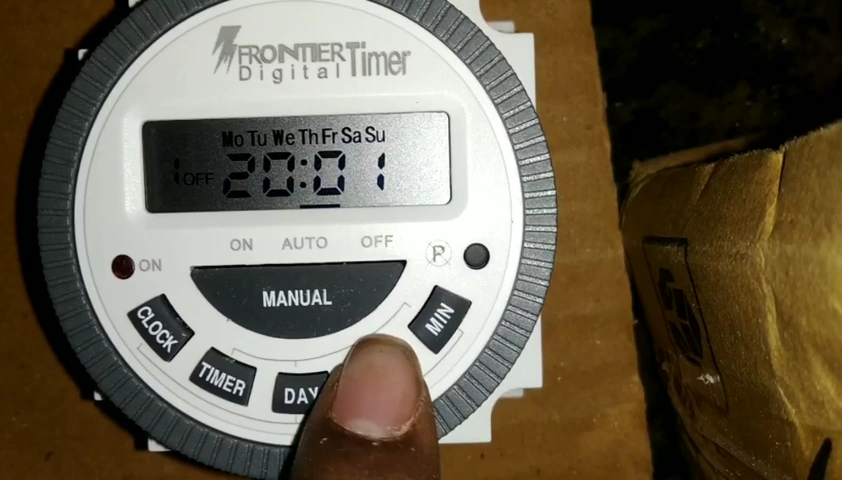 FRONTIER Timer
Digital
Mo Tu We Th Fr Sa Su
1 OFF 20:01
ON AUTO OFF
ON
R
MANUAL
CLOCK
TIMER
DAY
MIN